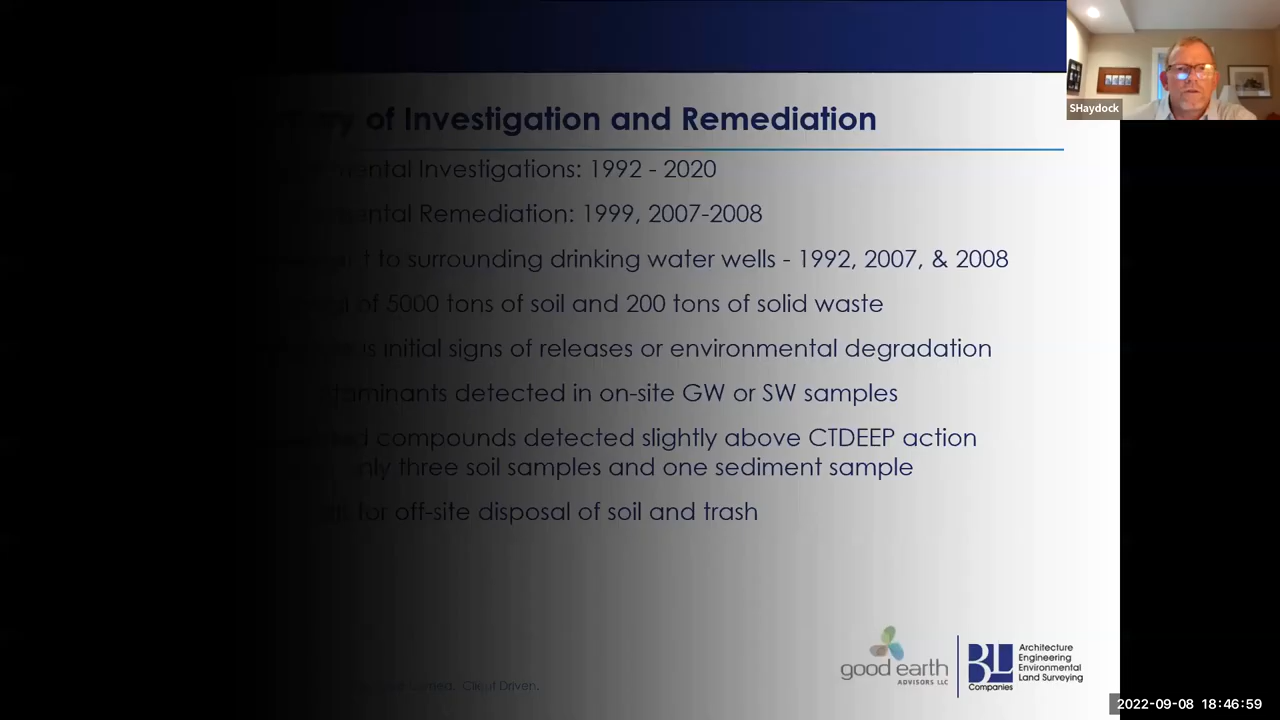 SHaydock
of Investigation and Remediation
Investigations: 1992 - 2020
Remediation: 1999, 2007-2008
to surrounding drinking water wells - 1992, 2007, & 2008
of 5000 tons of soil and 200 tons of solid waste
initial signs of releases or environmental degradation
detected in on-site GW or SW samples
compounds detected slightly above CTDEEP action
only three soil samples and one sediment sample
for off-site disposal of soil and trash
good earth
ADVISORS LLC
BL
Companies
Architecture
Engineering
Environmental
Land Surveying
Client Driven.
2022-09-08 18:46:59